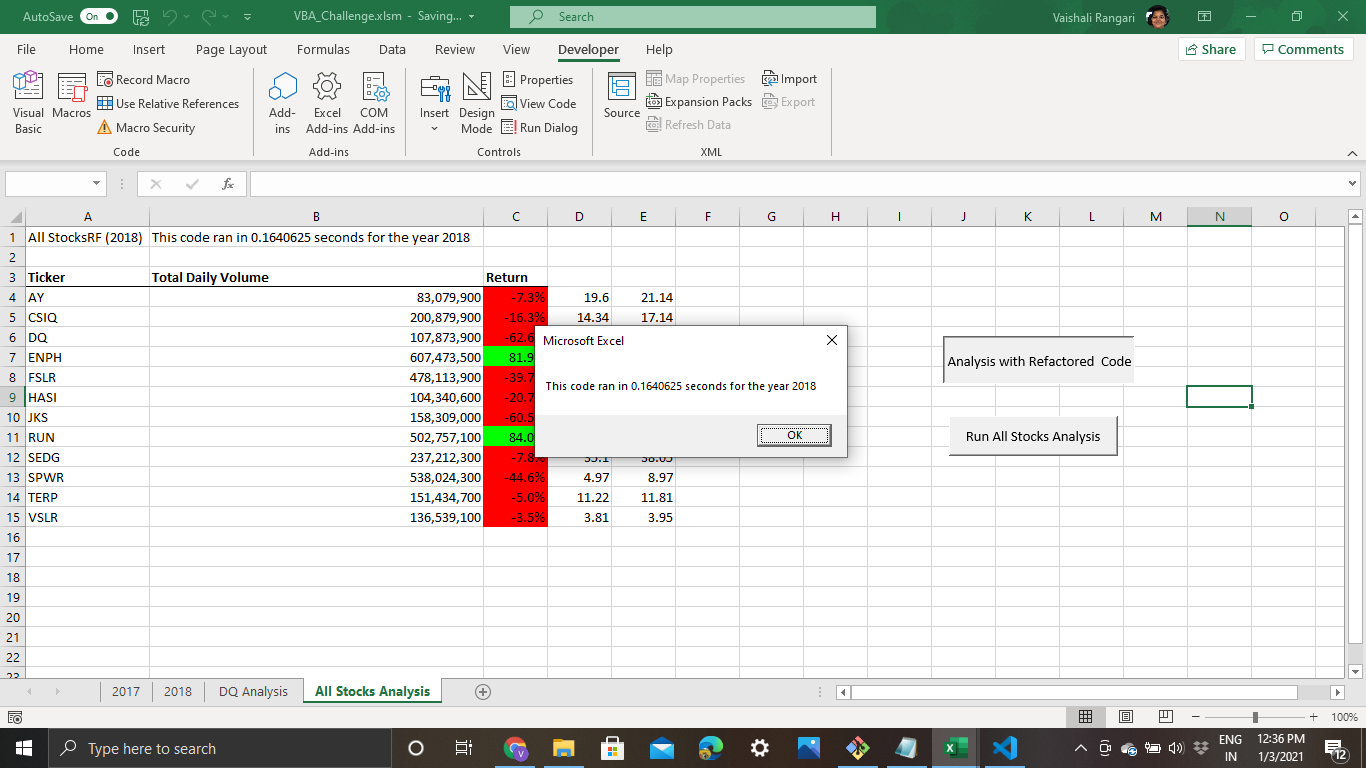 AutoSave On VBA_Challenge.xlsm - Saving... Search Vaishali Rangari
File Home Insert Page Layout Formulas Data Review View Developer Help Share Comments
Visual Basic
Macros
Record Macro
Use Relative References
Macro Security
Code
Add-ins
Excel Add-ins
COM Add-ins
Add-ins
Insert
Design Mode
Properties
View Code
Run Dialog
Controls
Source
Map Properties
Expansion Packs
Refresh Data
Import
Export
XML
fx
A B C D E F G H I J K L M N O
1 All StocksRF (2018) This code ran in 0.1640625 seconds for the year 2018
2
3 Ticker Total Daily Volume Return
4 AY 83,079,900 -7.3% 19.6 21.14
5 CSIQ 200,879,900 -16.3% 14.34 17.14
6 DQ 107,873,900 -62.6
7 ENPH 607,473,500 81.9
8 FSLR 478,113,900 -39.7
9 HASI 104,340,600 -20.7
10 JKS 158,309,000 -60.5
11 RUN 502,757,100 84.0
12 SEDG 237,212,300 -7.8% 35.1 38.05
13 SPWR 538,024,300 -44.6% 4.97 8.97
14 TERP 151,434,700 -5.0% 11.22 11.81
15 VSLR 136,539,100 -3.5% 3.81 3.95
16
17
18
19
20
21
22
23
Microsoft Excel
This code ran in 0.1640625 seconds for the year 2018
OK
Analysis with Refactored Code
Run All Stocks Analysis
2017 2018 DQ Analysis All Stocks Analysis
100%
Type here to search
ENG
IN
12:36 PM
1/3/2021
12